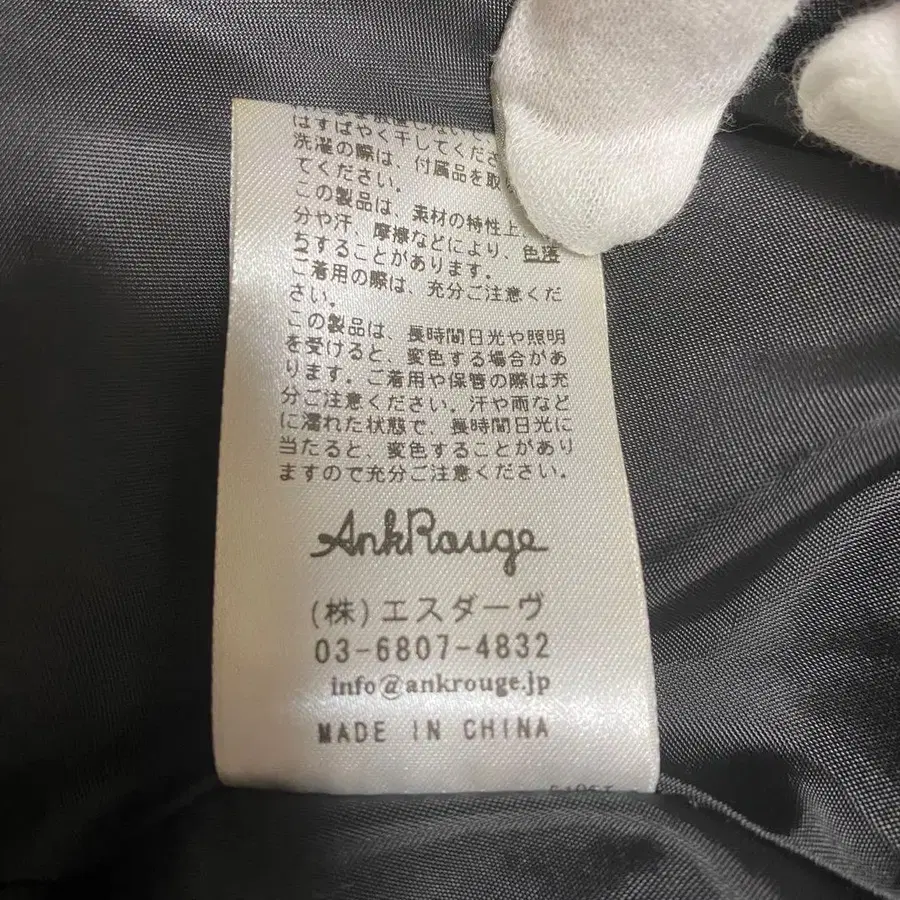 はすばやく干してくださ
洗濯の際は、付属品を取
てください。
この製品は、素材の特性上
分や汗、摩擦などにより、色落
ちすることがあります。
ご着用の際は、充分ご注意くだ
さい。
この製品は、長時間日光や照明
を受けると、変色する場合があ
ります。ご着用や保管の際は充
分ご注意ください。汗や雨など
に濡れた状態で、長時間日光に
当たると、変色することがあり
ますので充分ご注意ください。
AnkRouge
(株)エスダーヴ
03-6807-4832
info@ankrouge.jp
MADE IN CHINA